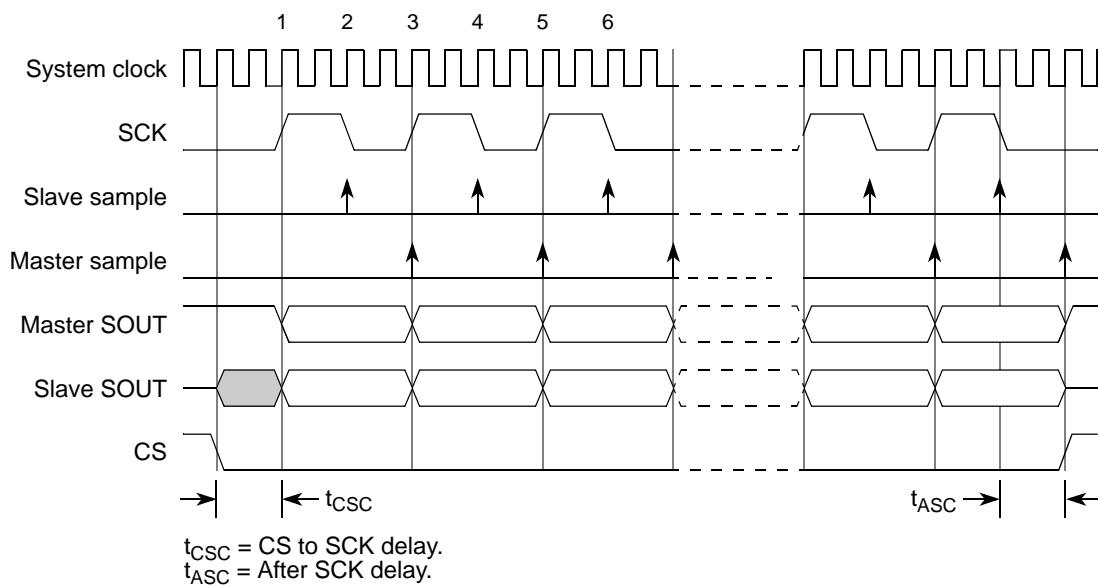 1 2 3 4 5 6
System clock
SCK
Slave sample
Master sample
Master SOUT
Slave SOUT
CS
tCSC tASC
tCSC = CS to SCK delay.
tASC = After SCK delay.